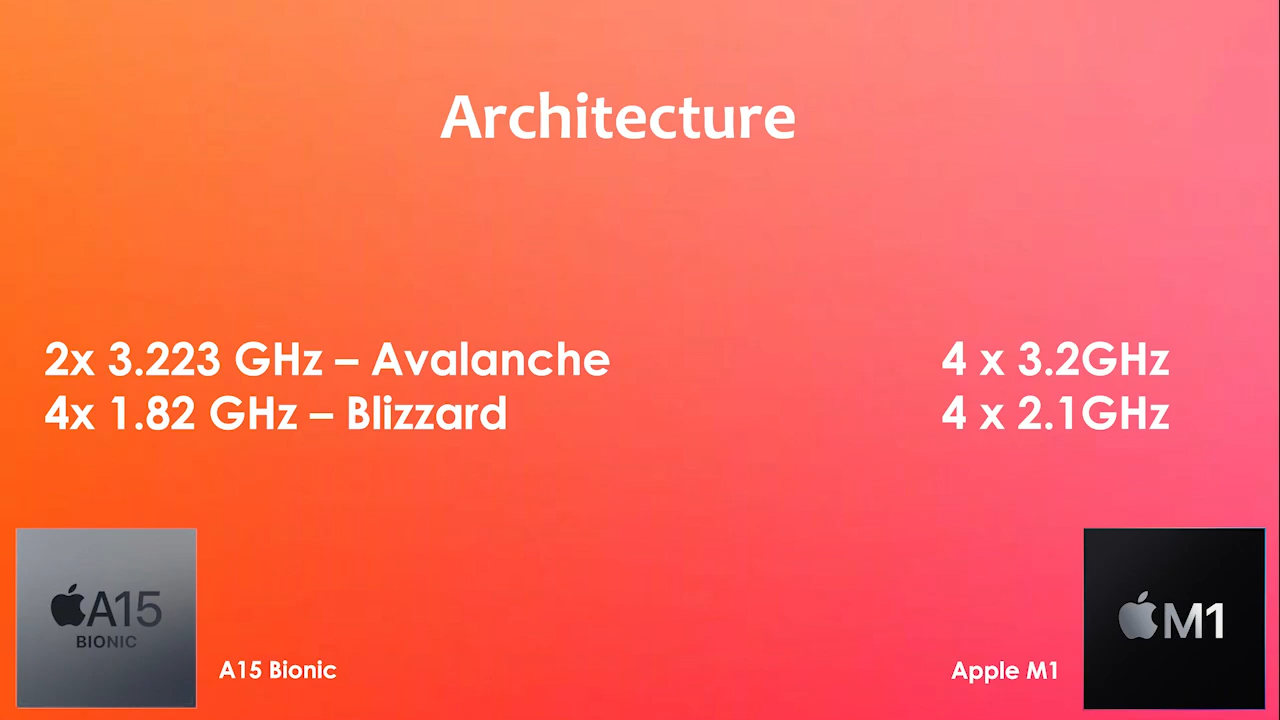 Architecture
2x 3.223 GHz – Avalanche
4x 1.82 GHz – Blizzard
4 x 3.2GHz
4 x 2.1GHz
A15
BIONIC
A15 Bionic
Apple M1
M1